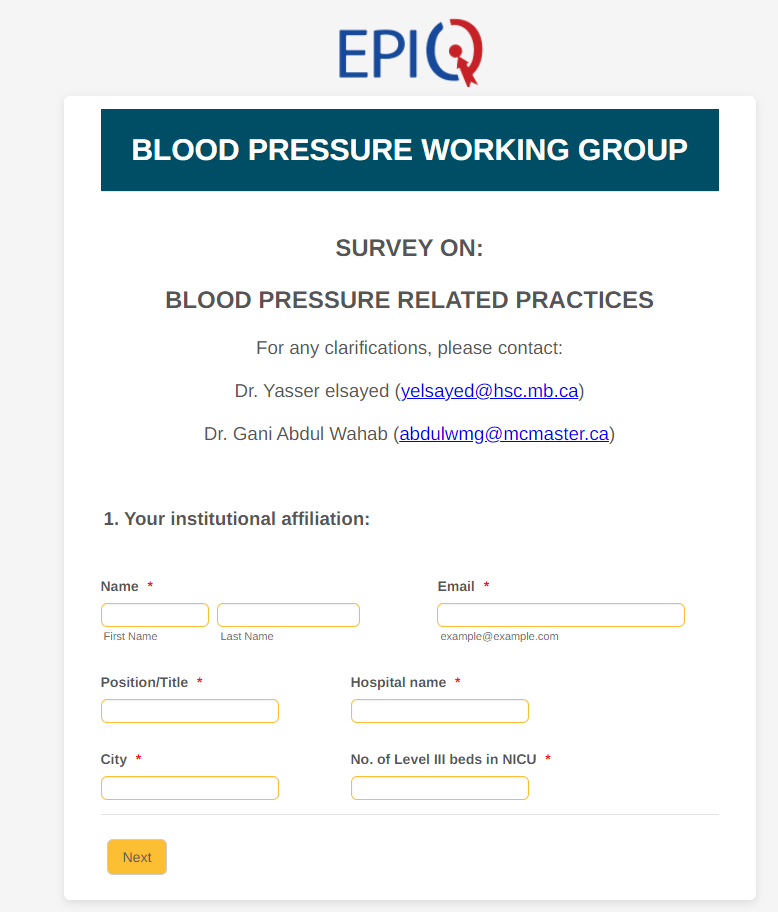 EPIQ
BLOOD PRESSURE WORKING GROUP
SURVEY ON:
BLOOD PRESSURE RELATED PRACTICES
For any clarifications, please contact:
Dr. Yasser elsayed (yelsayed@hsc.mb.ca)
Dr. Gani Abdul Wahab (abdulwmg@mcmaster.ca)
1. Your institutional affiliation:
Name * Email *
First Name Last Name example@example.com
Position/Title * Hospital name *
City * No. of Level III beds in NICU *
Next